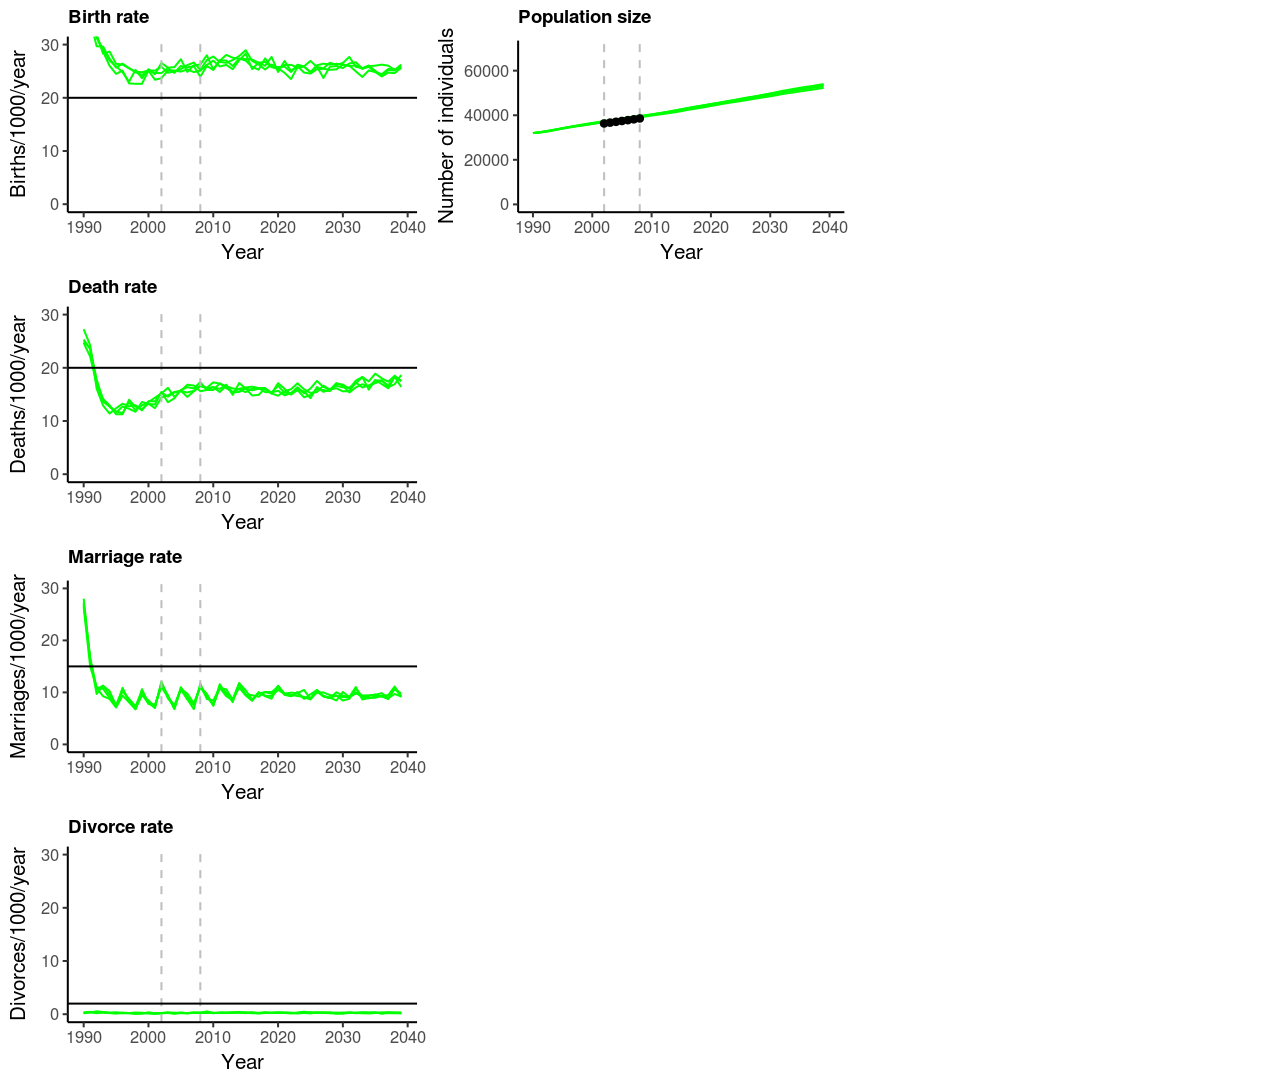 Birth rate
Births/1000/year
30
20
10
0
1990 2000 2010 2020 2030 2040
Year
Population size
Number of individuals
60000
40000
20000
0
1990 2000 2010 2020 2030 2040
Year
Death rate
Deaths/1000/year
30
20
10
0
1990 2000 2010 2020 2030 2040
Year
Marriage rate
Marriages/1000/year
30
20
10
0
1990 2000 2010 2020 2030 2040
Year
Divorce rate
Divorces/1000/year
30
20
10
0
1990 2000 2010 2020 2030 2040
Year